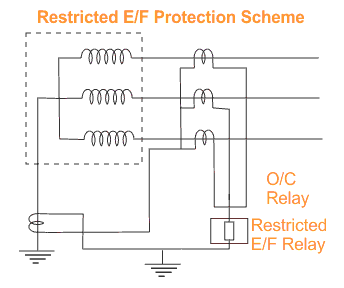 Restricted E/F Protection Scheme
O/C
Relay
Restricted
E/F Relay